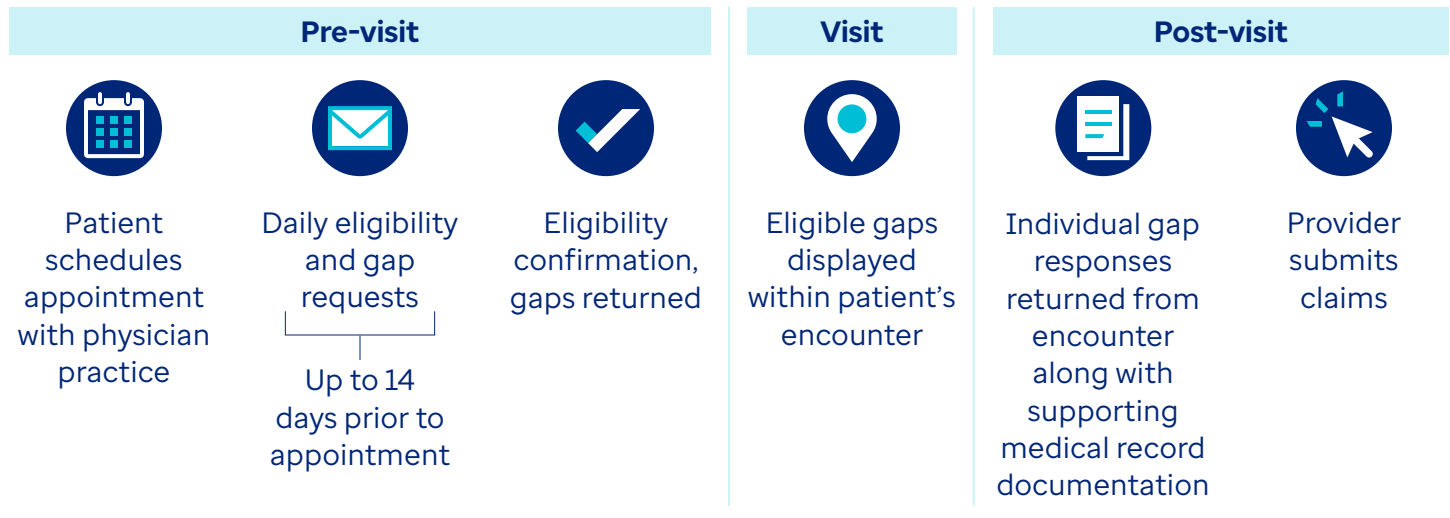 Pre-visit
Patient
schedules
appointment
with physician
practice
Daily eligibility
and gap
requests
Up to 14
days prior to
appointment
Eligibility
confirmation,
gaps returned
Visit
Eligible gaps
displayed
within patient’s
encounter
Post-visit
Individual gap
responses
returned from
encounter
along with
supporting
medical record
documentation
Provider
submits
claims